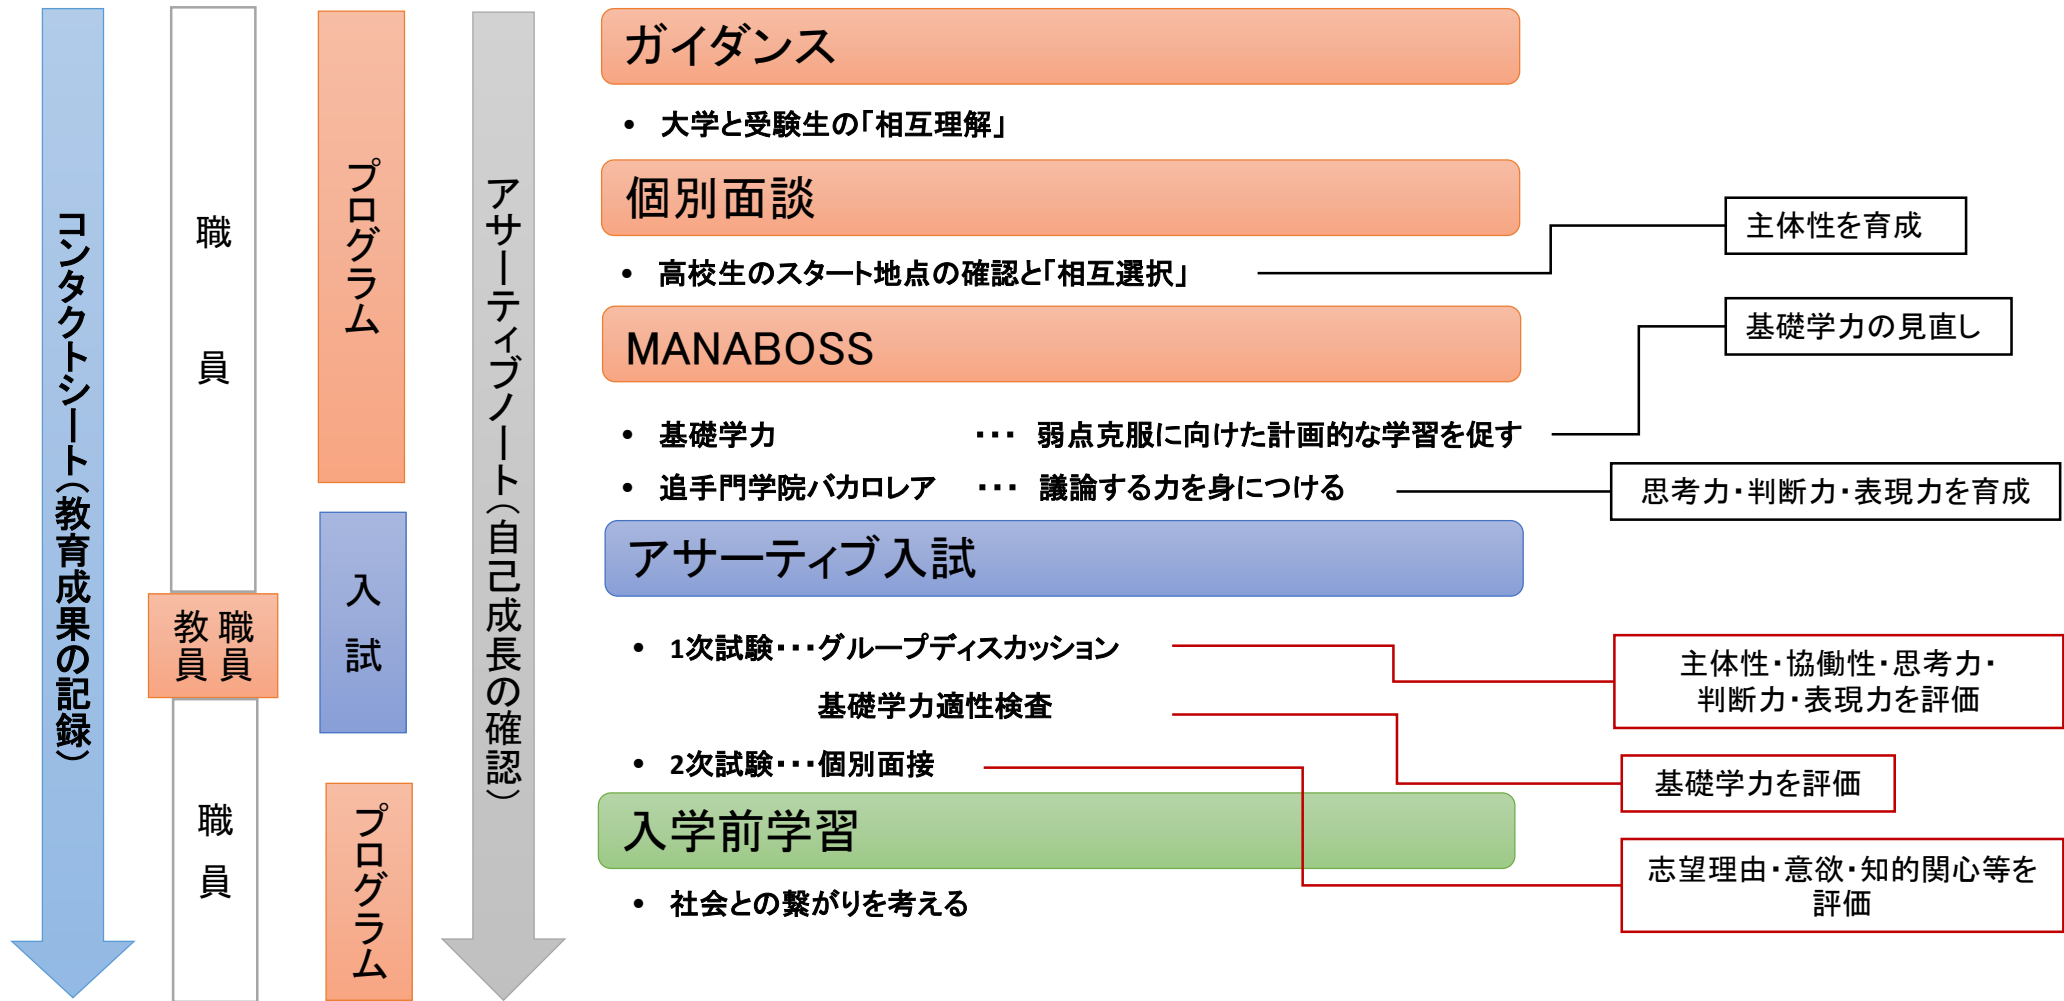 コンタクトシート（教育成果の記録）
職員
教員 職員
職員
プログラム
入試
プログラム
アサーティブノート（自己成長の確認）
ガイダンス
• 大学と受験生の「相互理解」
個別面談
• 高校生のスタート地点の確認と「相互選択」
主体性を育成
MANABOSS
基礎学力の見直し
• 基礎学力 ・・・ 弱点克服に向けた計画的な学習を促す
• 追手門学院バカロレア ・・・ 議論する力を身につける
思考力・判断力・表現力を育成
アサーティブ入試
• 1次試験・・・グループディスカッション
基礎学力適性検査
• 2次試験・・・個別面接
主体性・協働性・思考力・
判断力・表現力を評価
基礎学力を評価
志望理由・意欲・知的関心等を
評価
入学前学習
• 社会との繋がりを考える